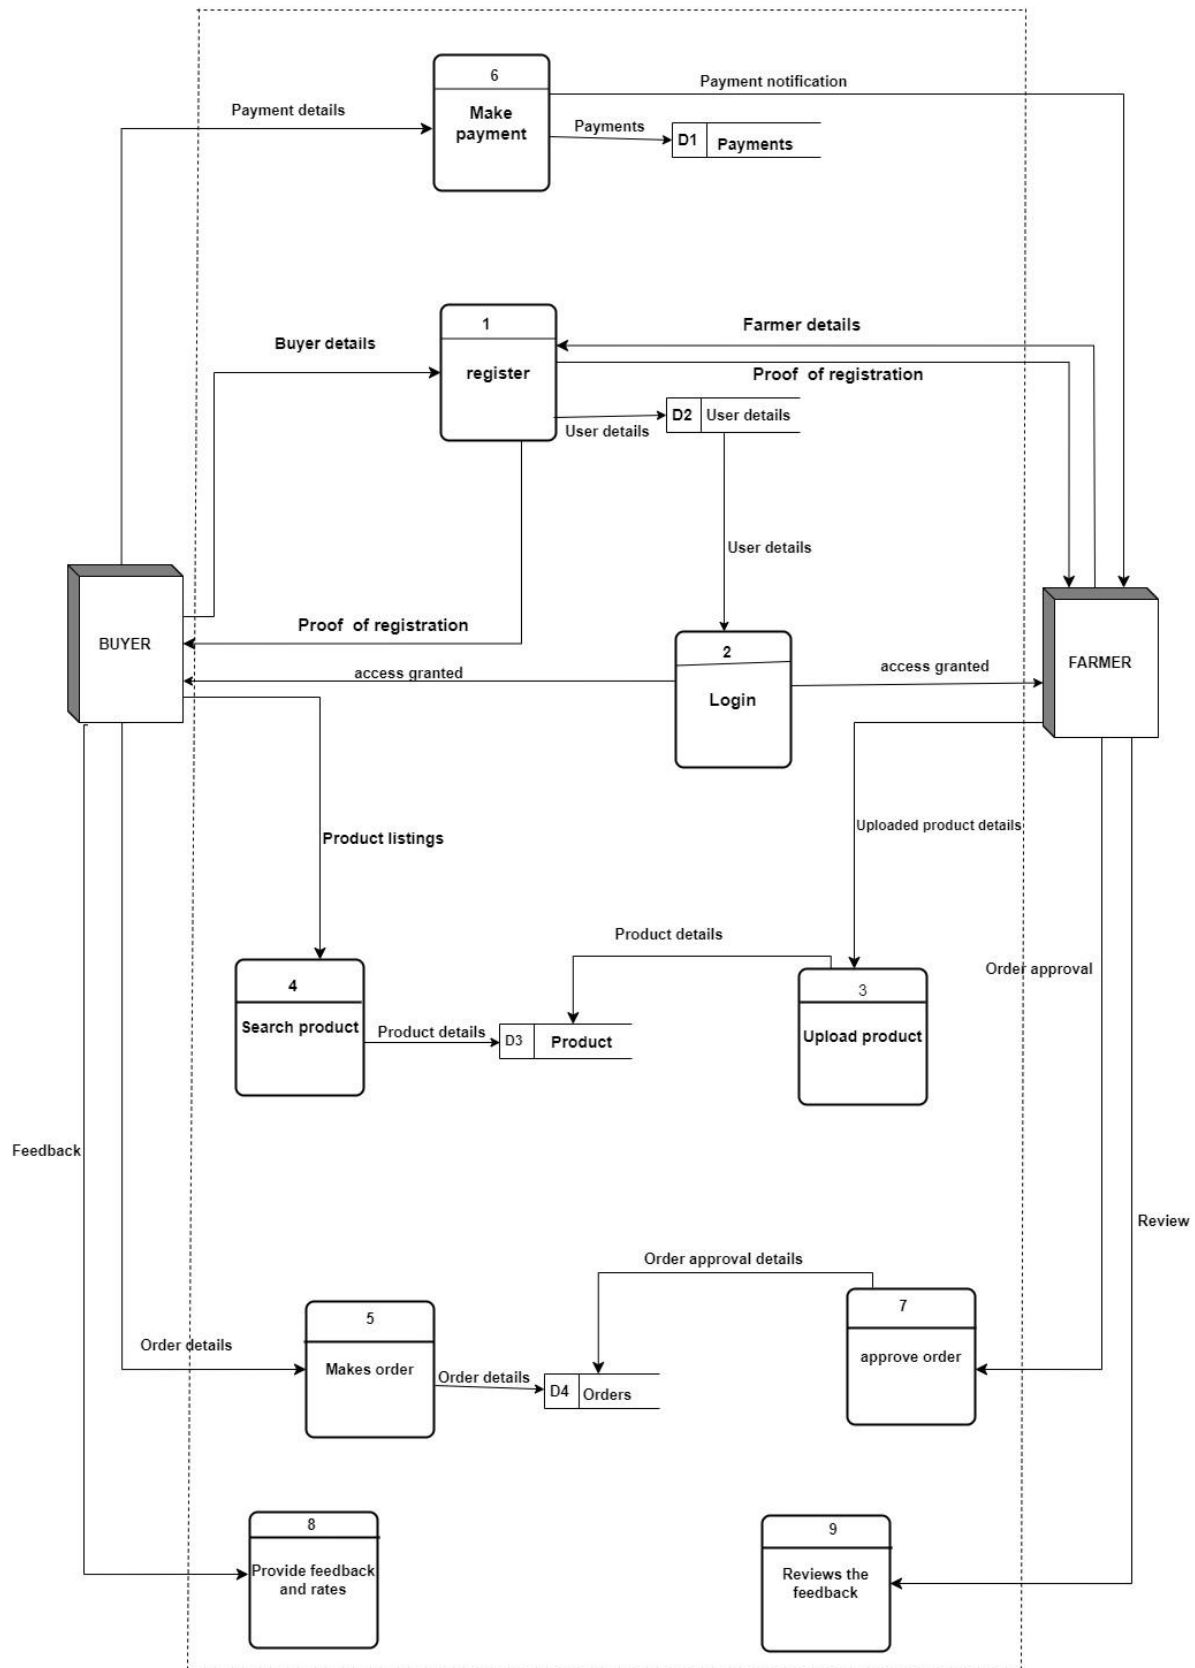 6
Payment notification
Payment details
Make
payment
Payments
D1
Payments
1
Farmer details
Buyer details
register
Proof of registration
D2
User details
User details
User details
Proof of registration
BUYER
2
FARMER
access granted
access granted
Login
Uploaded product details
Product listings
Product details
Order approval
4
3
Search product
Product details
D3
Product
Upload product
Feedback
Review
Order approval details
7
5
Order details
approve order
Makes order
Order details
D4
Orders
8
9
Provide feedback
and rates
Reviews the
feedback